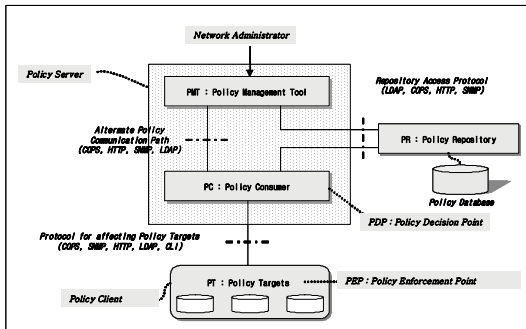 Network Administrator
Policy Server
PMT : Policy Management Tool
Repository Access Protocol
(LDAP, COPS, HTTP, SNMP)
Alternate Policy
Communication Path
(COPS, HTTP, SNMP, LDAP)
PR : Policy Repository
PC : Policy Consumer
Policy Database
PDP : Policy Decision Point
Protocol for affecting Policy Targets
(COPS, SNMP, HTTP, LDAP, CLI)
PT : Policy Targets
PEP : Policy Enforcement Point
Policy Client